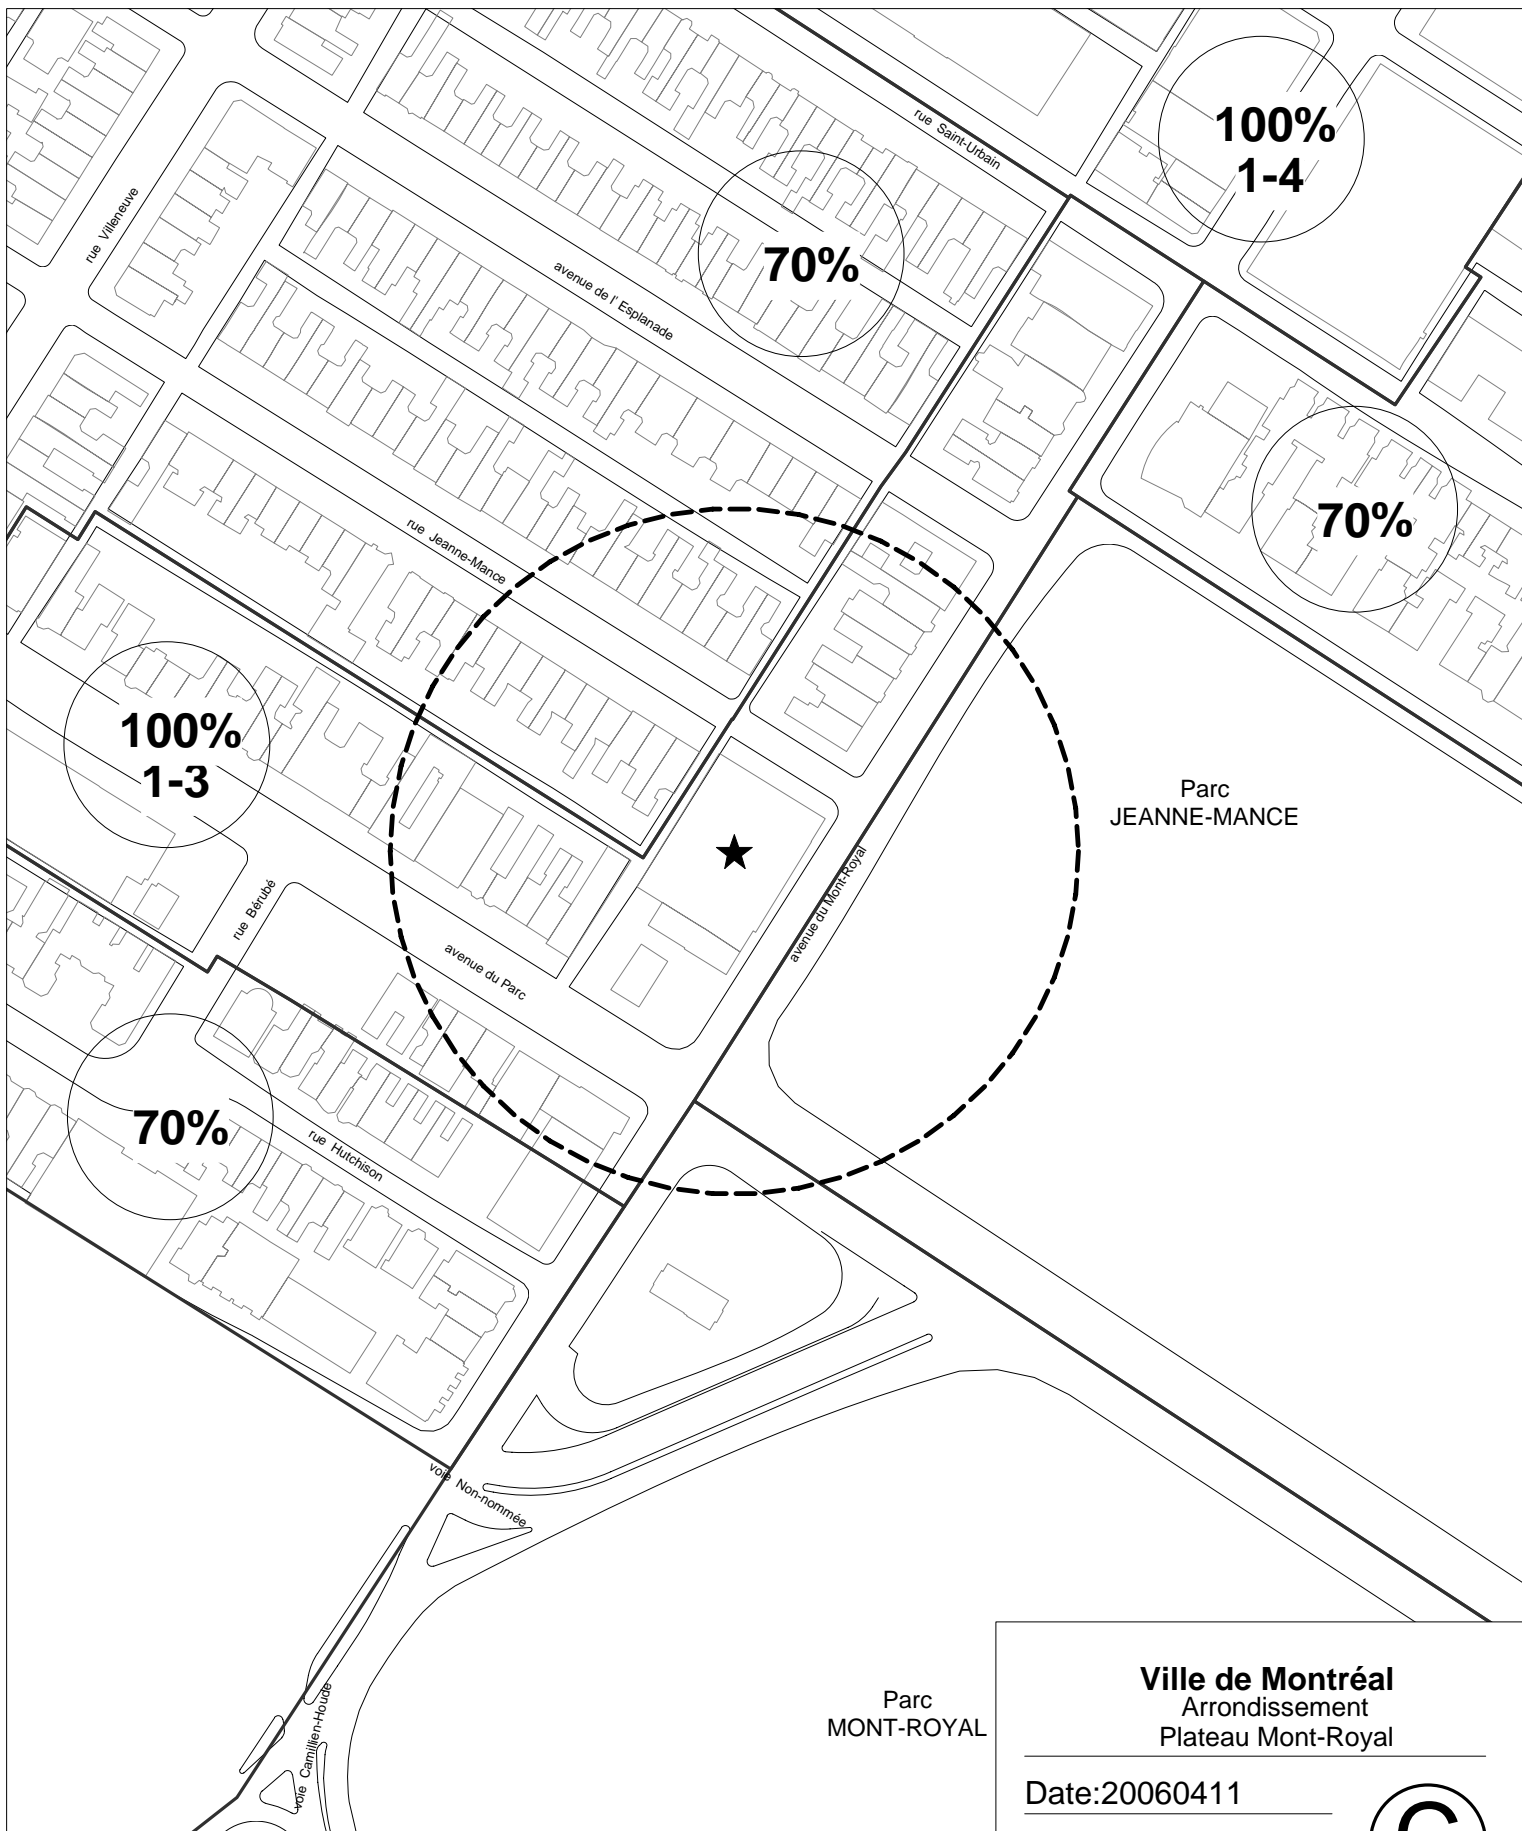 rue Saint-Urbain
100%
1-4
rue Villeneuve
70%
avenue de l' Esplanade
70%
rue Jeanne-Mance
100%
1-3
Parc
JEANNE-MANCE
rue Bérubé
avenue du Mont-Royal
avenue du Parc
70%
rue Hutchison
voie Non-nommée
voie Camillien-Houde
Parc
MONT-ROYAL
Ville de Montréal
Arrondissement
Plateau Mont-Royal
Date:20060411
C